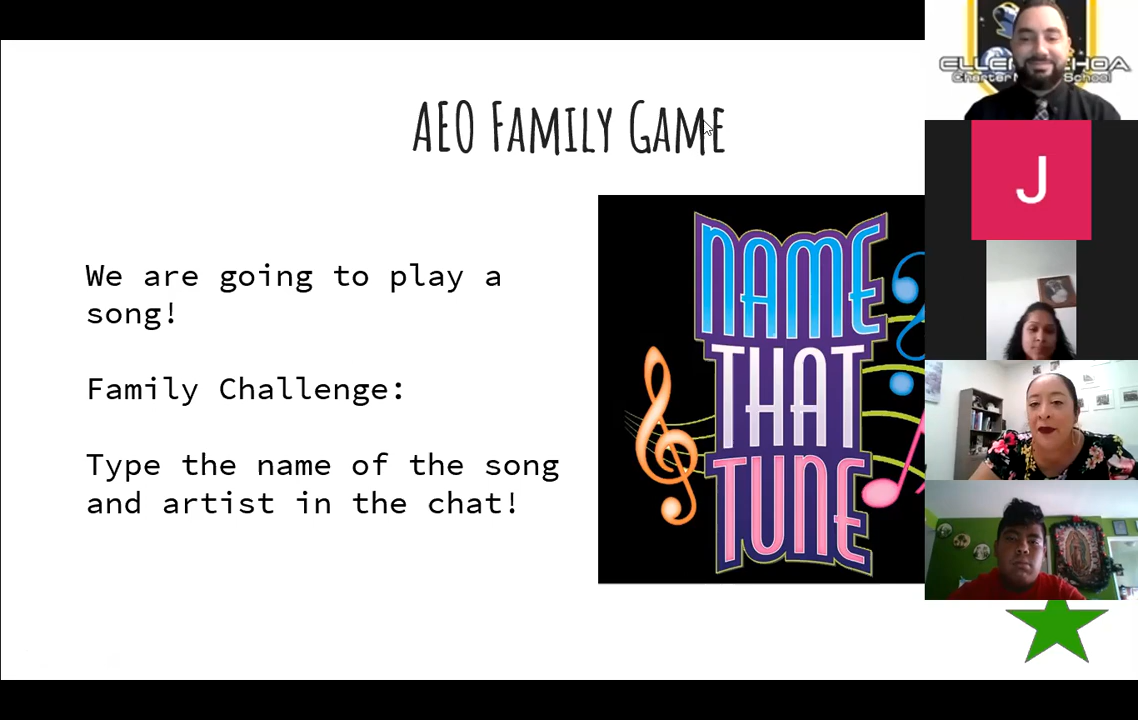 AEO Family Game
We are going to play a
song!
Family Challenge:
Type the name of the song
and artist in the chat!
NAME
THAT
TUNE
J